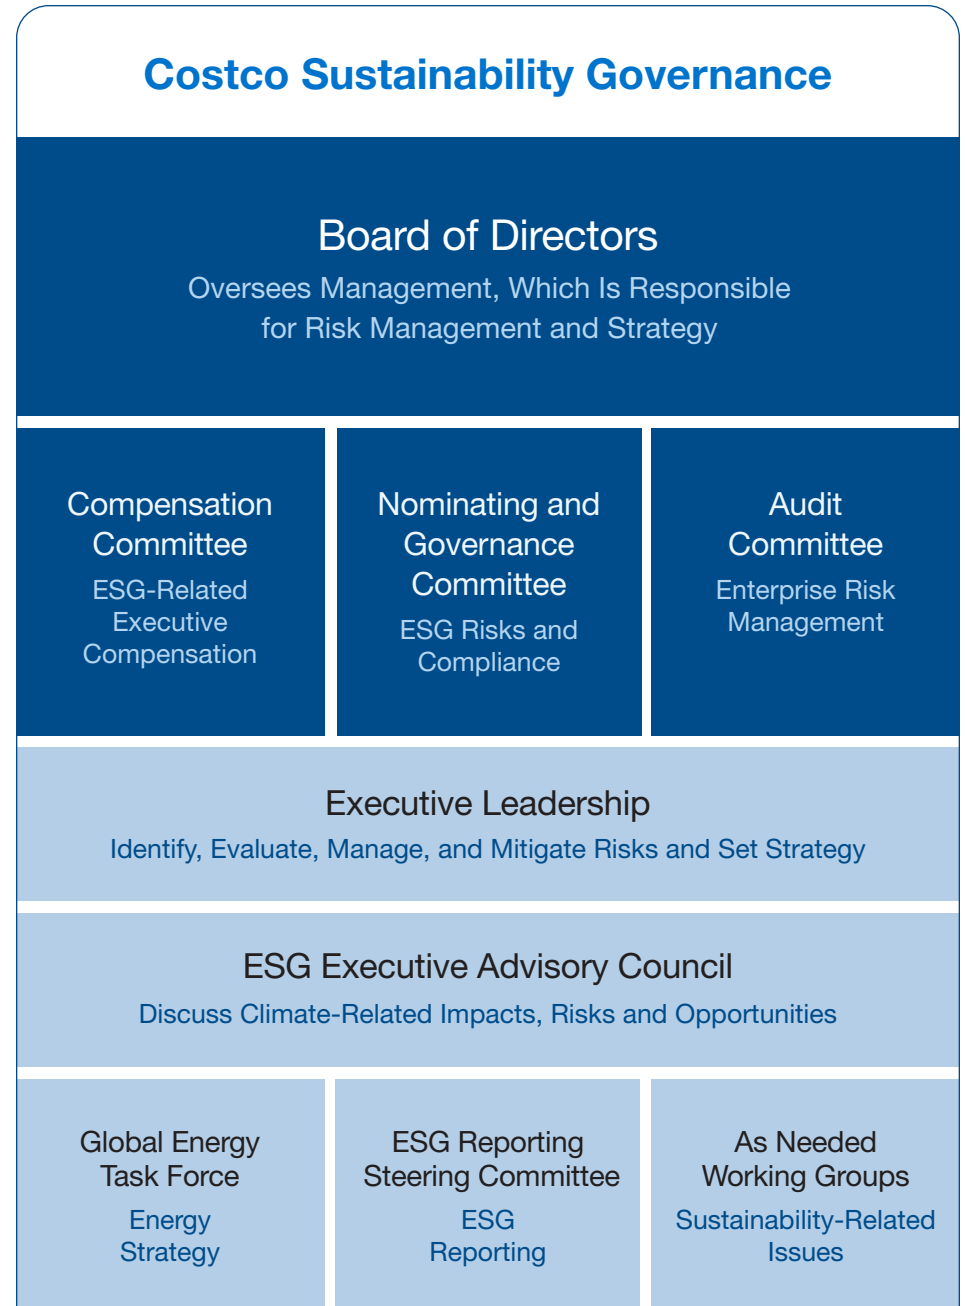 Costco Sustainability Governance
Board of Directors
Oversees Management, Which Is Responsible
for Risk Management and Strategy
Compensation
Committee
ESG-Related
Executive
Compensation
Nominating and
Governance
Committee
ESG Risks and
Compliance
Audit
Committee
Enterprise Risk
Management
Executive Leadership
Identify, Evaluate, Manage, and Mitigate Risks and Set Strategy
ESG Executive Advisory Council
Discuss Climate-Related Impacts, Risks and Opportunities
Global Energy
Task Force
Energy
Strategy
ESG Reporting
Steering Committee
ESG
Reporting
As Needed
Working Groups
Sustainability-Related
Issues